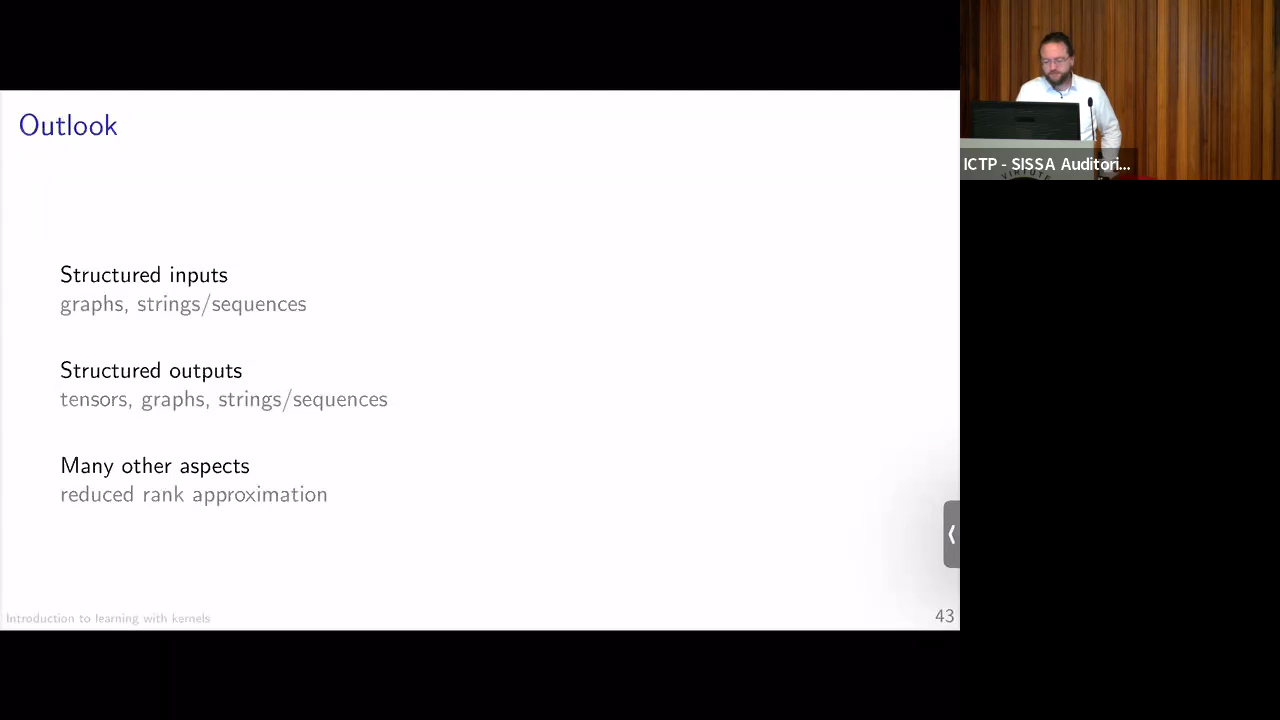 Outlook
Structured inputs
graphs, strings/sequences
Structured outputs
tensors, graphs, strings/sequences
Many other aspects
reduced rank approximation
Introduction to learning with kernels
43
ICTP - SISSA Auditori...
VIRTUTE